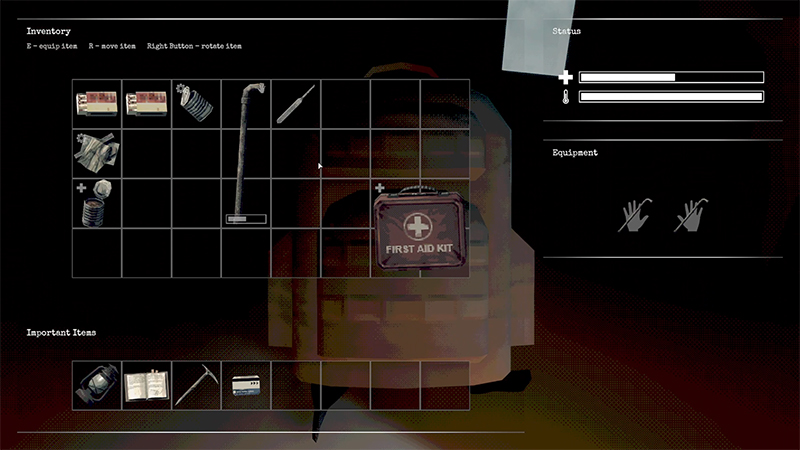 Inventory
Status
E - equip item R - move item Right Button - rotate item
Equipment
FIRST AID KIT
Important Items